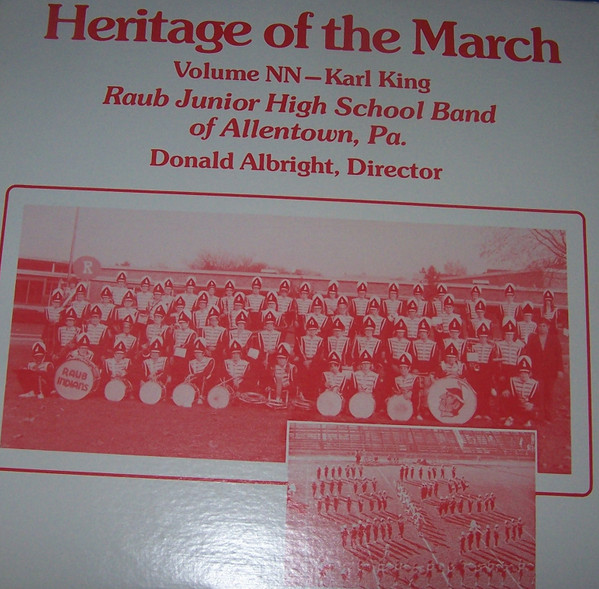 Heritage of the March
Volume NN—Karl King
Raub Junior High School Band
of Allentown, Pa.
Donald Albright, Director
R
RAUB
INDIANS